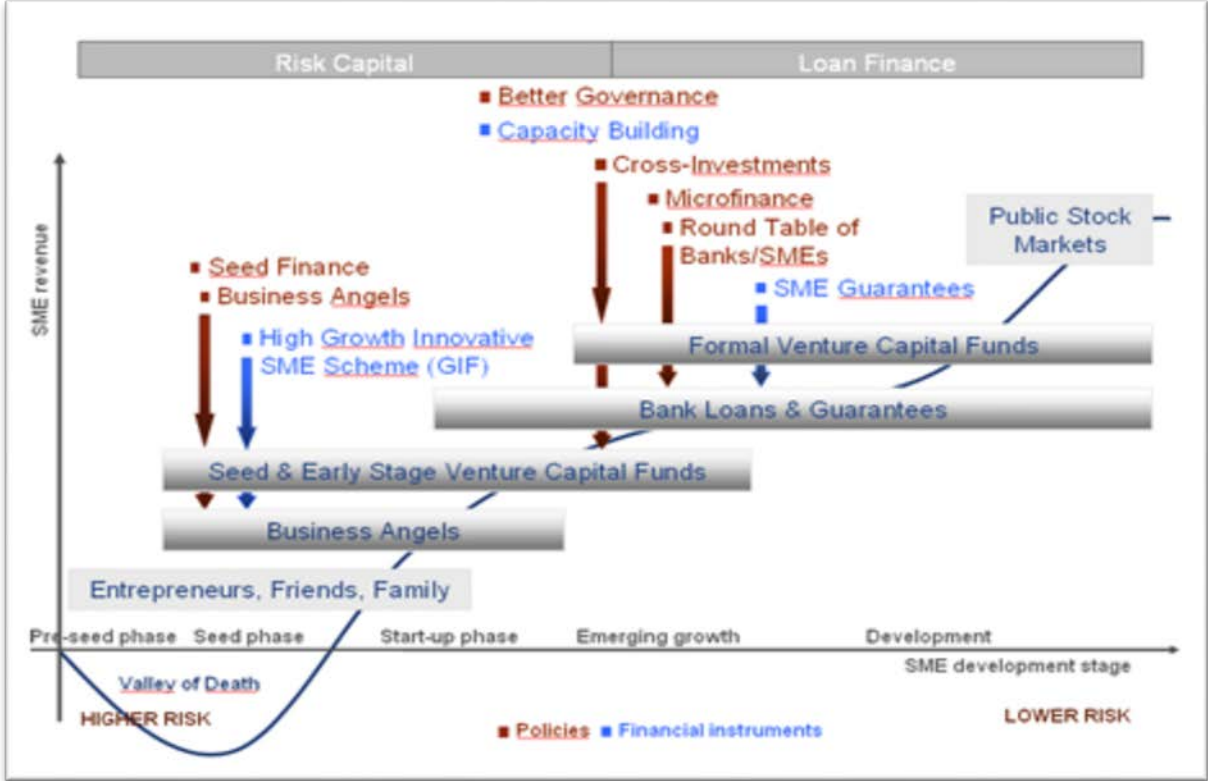 Risk Capital
Loan Finance
Better Governance
Capacity Building
Cross-Investments
Microfinance
Round Table of
Banks/SMEs
Public Stock
Markets
SME revenue
Seed Finance
Business Angels
SME Guarantees
High Growth Innovative
SME Scheme (GIF)
Formal Venture Capital Funds
Bank Loans & Guarantees
Seed & Early Stage Venture Capital Funds
Business Angels
Entrepreneurs, Friends, Family
Pre-seed phase
Seed phase
Start-up phase
Emerging growth
Development
SME development stage
Valley of Death
HIGHER RISK
LOWER RISK
Policies
Financial instruments